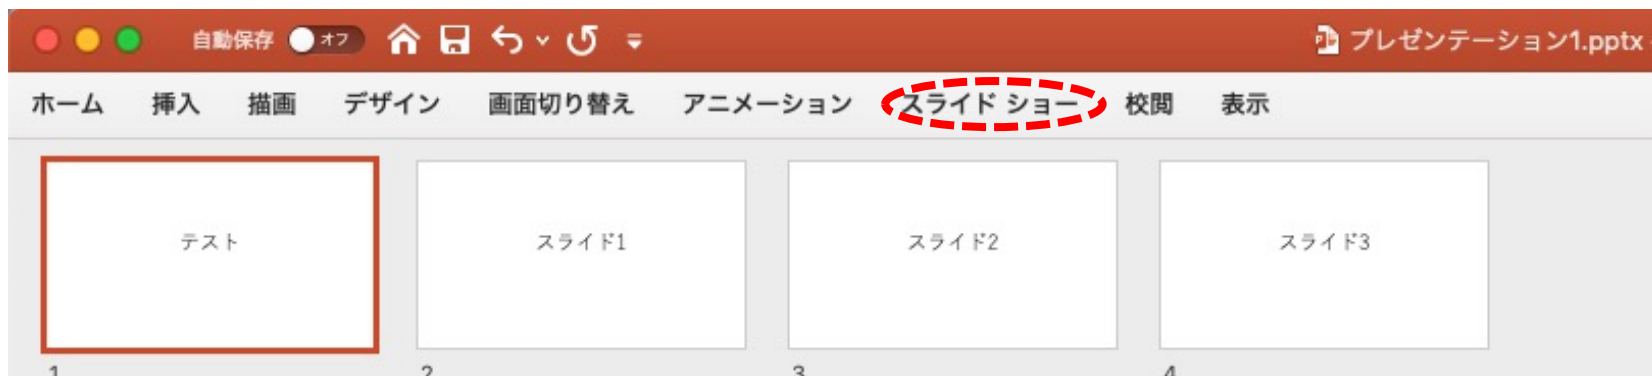 自動保存 オフ プレゼンテーション1.pptx
ホーム 挿入 描画 デザイン 画面切り替え アニメーション スライド ショー 校閲 表示
テスト スライド1 スライド2 スライド3
1 2 3 4